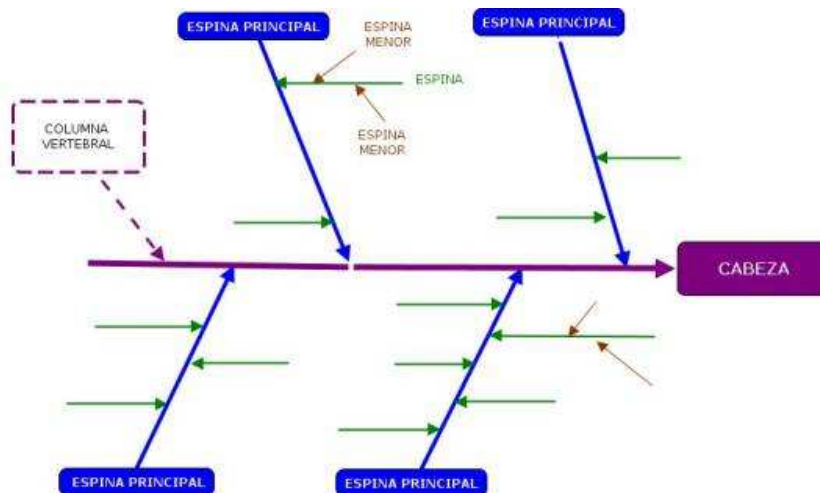 ESPINA PRINCIPAL
ESPINA PRINCIPAL
ESPINA
MENOR
ESPINA
COLUMNA
VERTEBRAL
ESPINA
MENOR
CABEZA
ESPINA PRINCIPAL
ESPINA PRINCIPAL